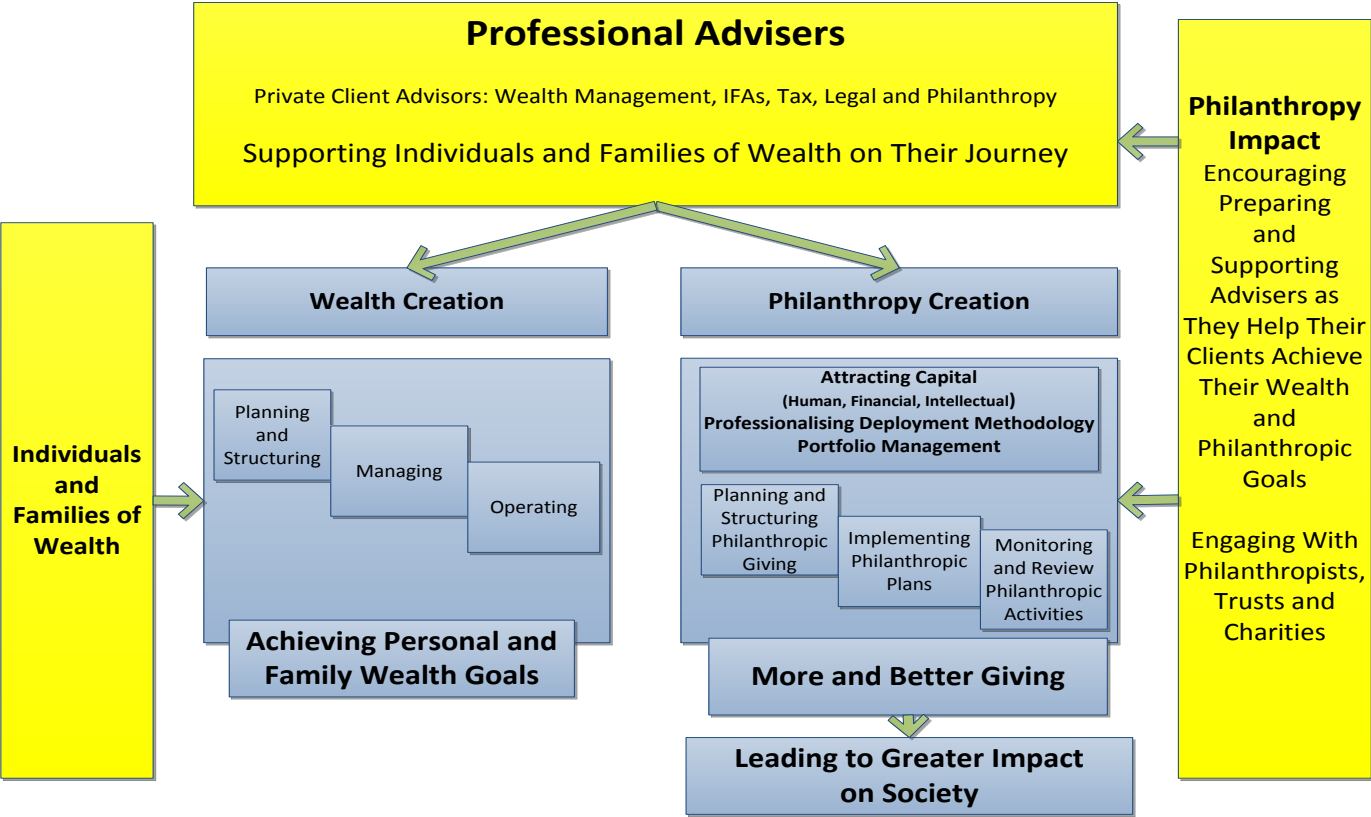 Professional Advisers
Private Client Advisors: Wealth Management, IFAs, Tax, Legal and Philanthropy
Supporting Individuals and Families of Wealth on Their Journey
Individuals
and
Families of
Wealth
Wealth Creation
Planning
and
Structuring
Managing
Operating
Achieving Personal and
Family Wealth Goals
Philanthropy Creation
Attracting Capital
(Human, Financial, Intellectual)
Professionalising Deployment Methodology
Portfolio Management
Planning and
Structuring
Philanthropic
Giving
Implementing
Philanthropic
Plans
Monitoring
and Review
Philanthropic
Activities
More and Better Giving
Leading to Greater Impact
on Society
Philanthropy
Impact
Encouraging
Preparing
and
Supporting
Advisers as
They Help Their
Clients Achieve
Their Wealth
and
Philanthropic
Goals
Engaging With
Philanthropists,
Trusts and
Charities